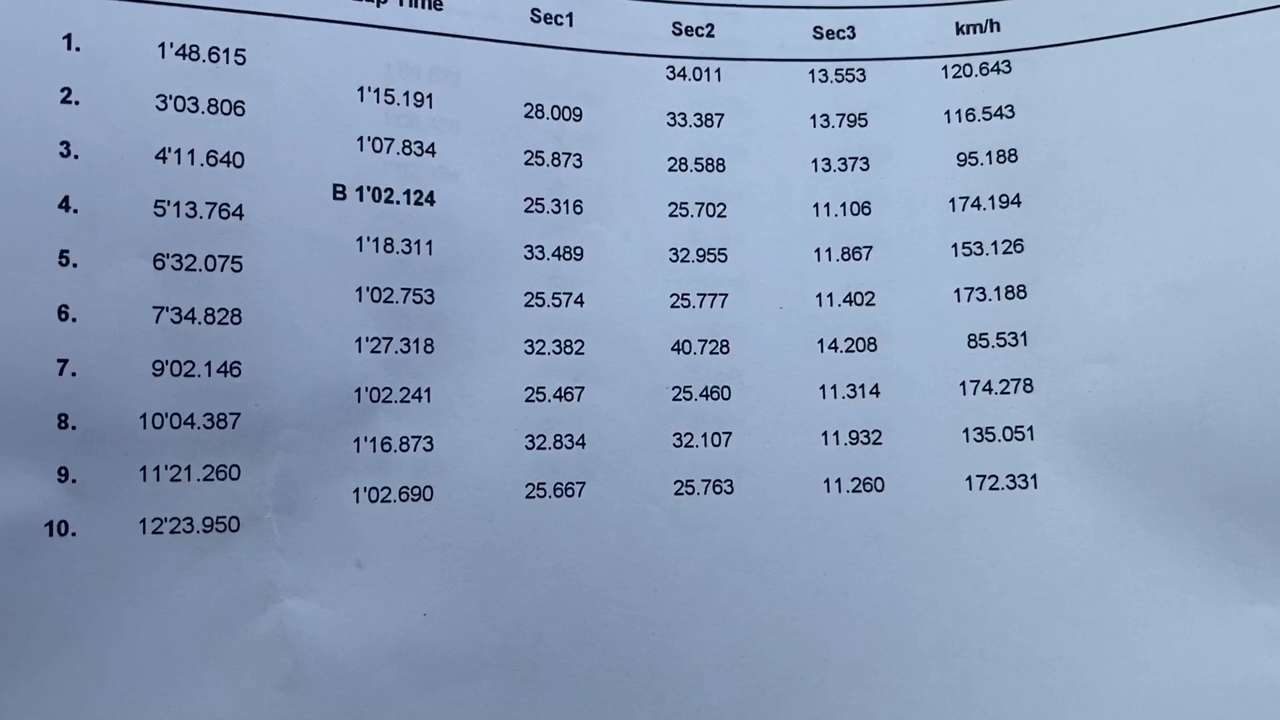 Lap Time Sec1 Sec2 Sec3 km/h
1. 1'48.615 34.011 13.553 120.643
2. 3'03.806 1'15.191 28.009 33.387 13.795 116.543
3. 4'11.640 1'07.834 25.873 28.588 13.373 95.188
4. 5'13.764 B 1'02.124 25.316 25.702 11.106 174.194
5. 6'32.075 1'18.311 33.489 32.955 11.867 153.126
6. 7'34.828 1'02.753 25.574 25.777 11.402 173.188
7. 9'02.146 1'27.318 32.382 40.728 14.208 85.531
8. 10'04.387 1'02.241 25.467 25.460 11.314 174.278
9. 11'21.260 1'16.873 32.834 32.107 11.932 135.051
10. 12'23.950 1'02.690 25.667 25.763 11.260 172.331